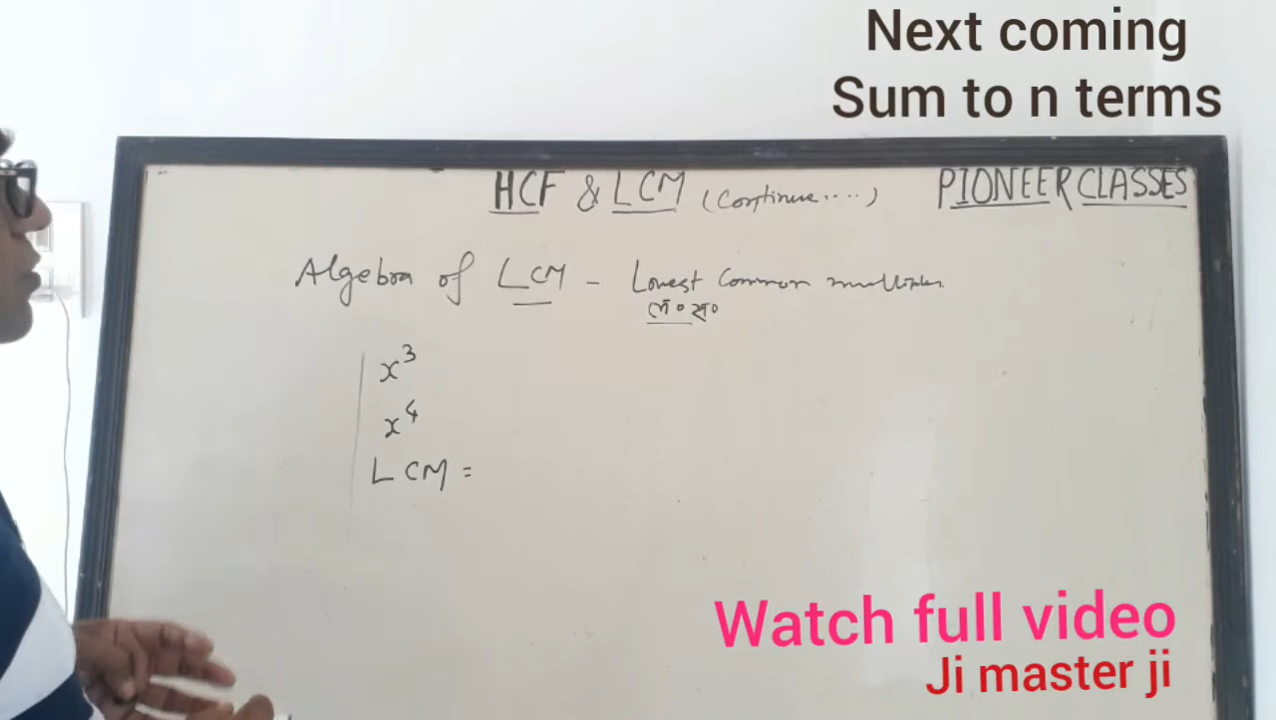 Next coming
Sum to n terms
HCF & LCM (Continue....)
PIONEER CLASSES
Algebra of LCM - Lowest Common multiples
ल॰ स॰
x³
x⁴
LCM =
Watch full video
Ji master ji